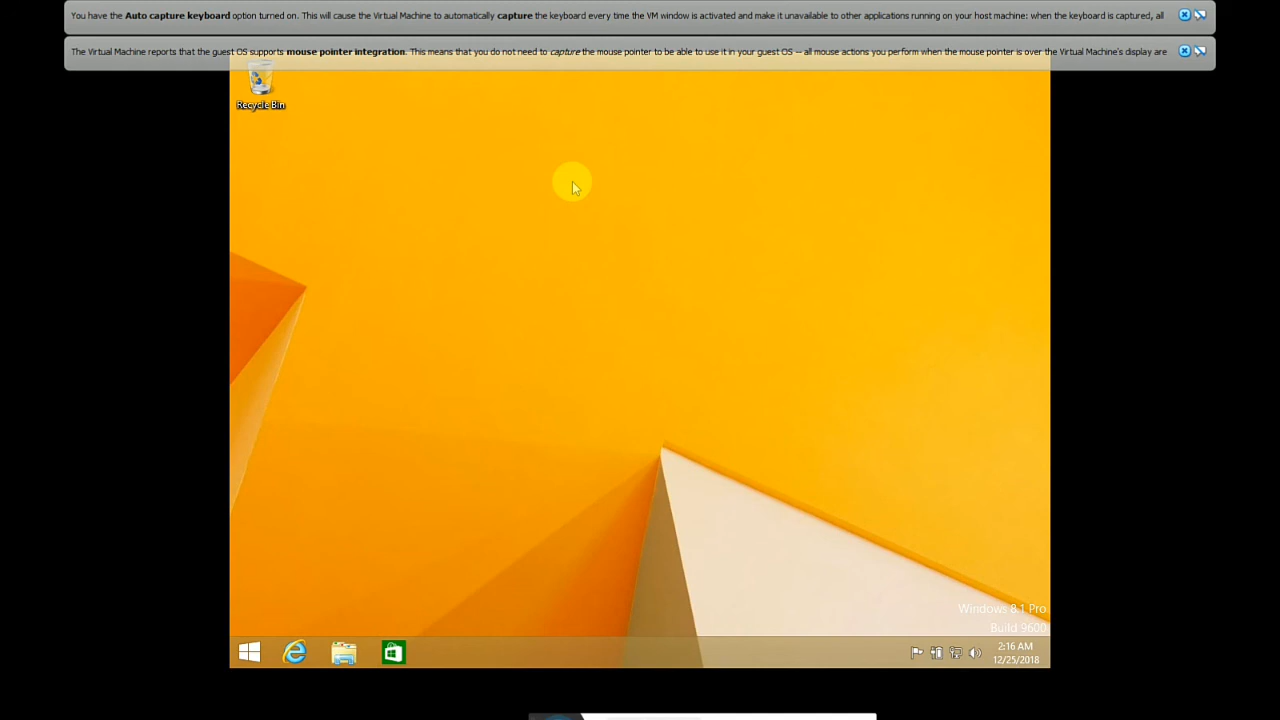 You have the Auto capture keyboard option turned on. This will cause the Virtual Machine to automatically capture the keyboard every time the VM window is activated and make it unavailable to other applications running on your host machine: when the keyboard is captured, all
The Virtual Machine reports that the guest OS supports mouse pointer integration. This means that you do not need to capture the mouse pointer to be able to use it in your guest OS -- all mouse actions you perform when the mouse pointer is over the Virtual Machine's display are
Recycle Bin
Windows 8.1 Pro
Build 9600
2:16 AM
12/25/2018